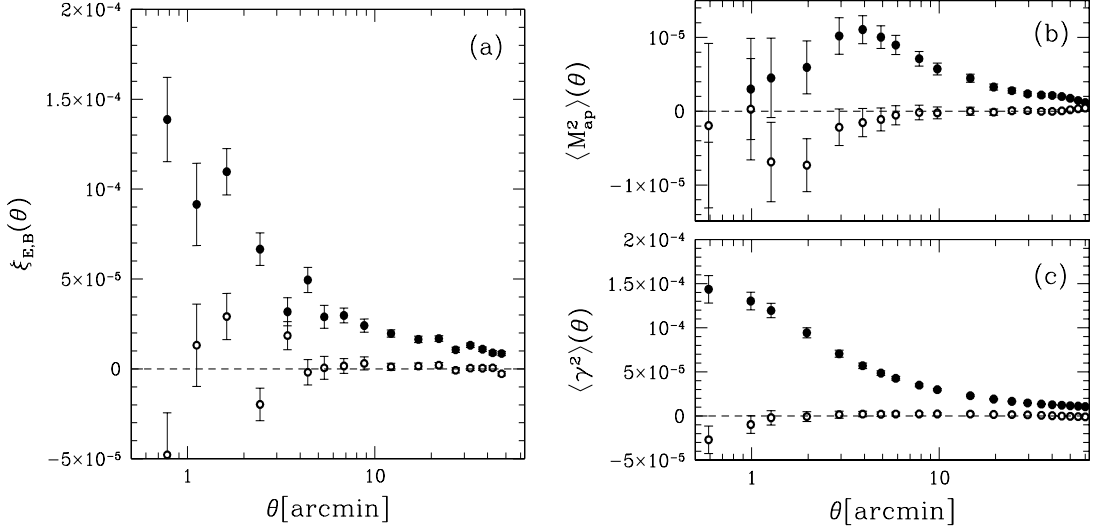 2×10⁻⁴
(a)
1.5×10⁻⁴
10⁻⁴
5×10⁻⁵
0
−5×10⁻⁵
ξE,B(θ)
1
10
θ[arcmin]
(b)
10⁻⁵
0
−1×10⁻⁵
⟨M²ap⟩(θ)
(c)
2×10⁻⁴
1.5×10⁻⁴
10⁻⁴
5×10⁻⁵
0
−5×10⁻⁵
⟨γ²⟩(θ)
1
10
θ[arcmin]